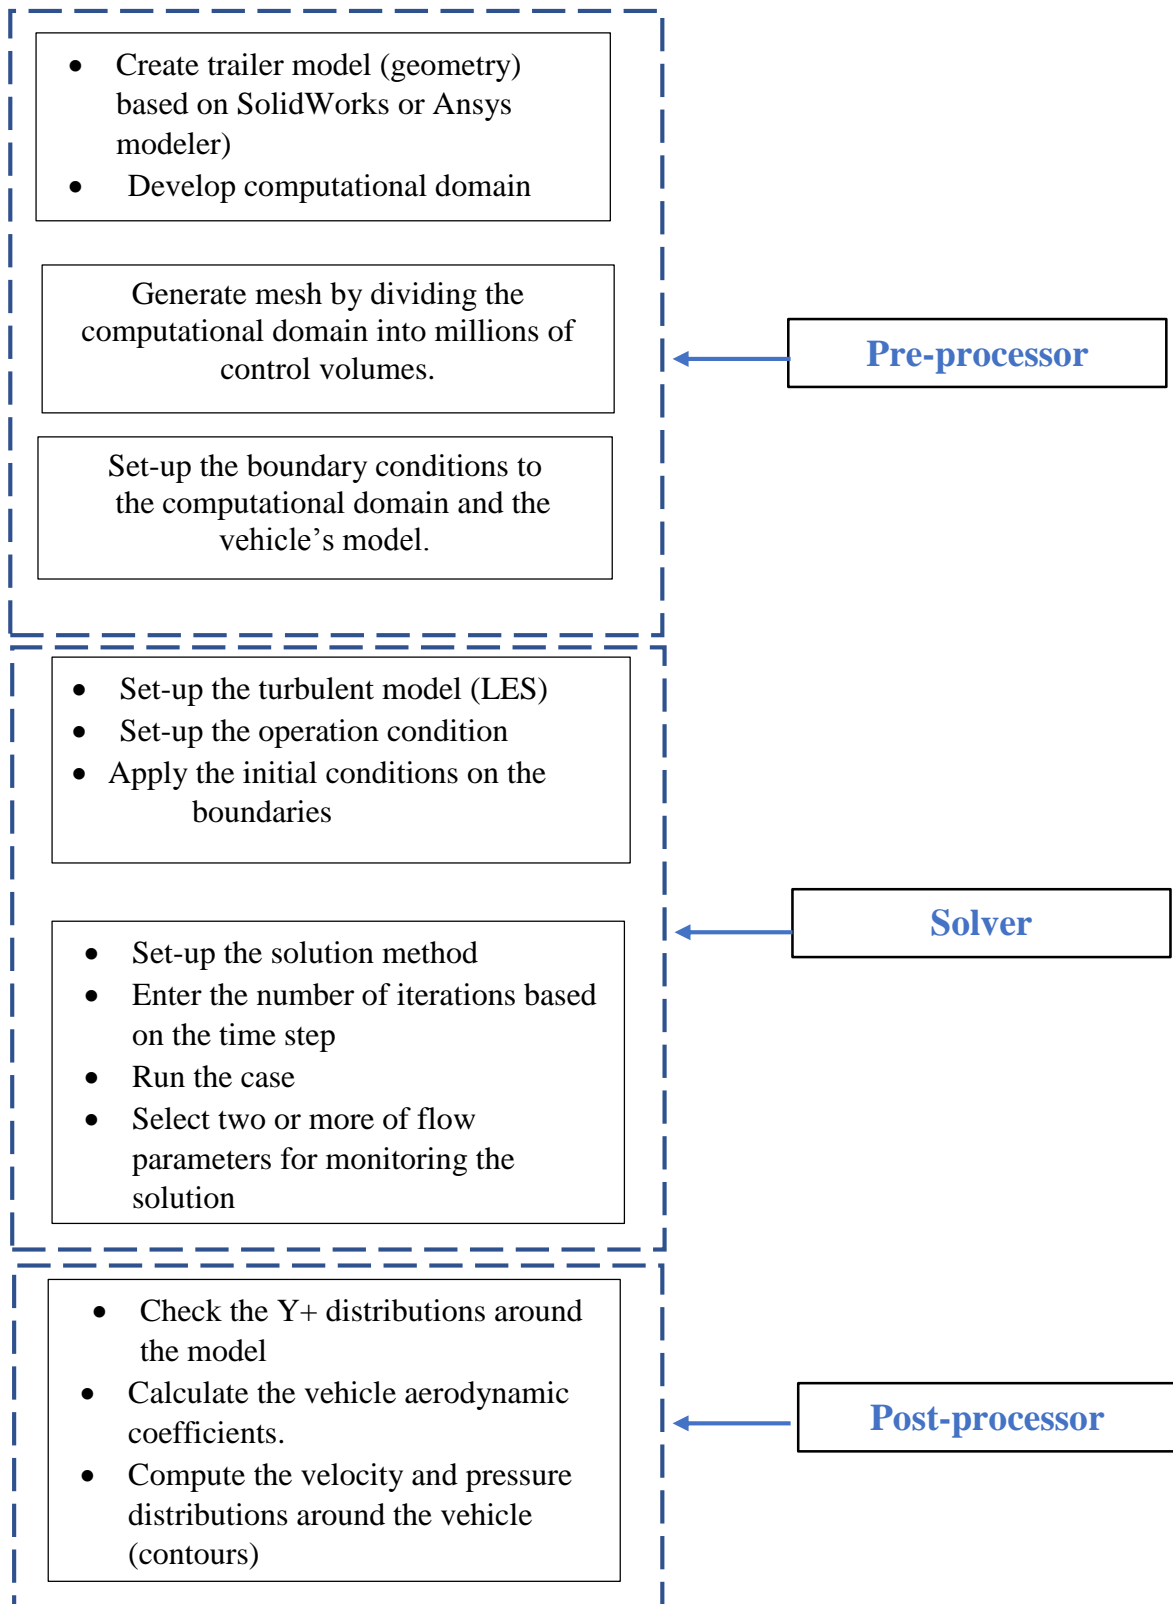 • Create trailer model (geometry)
based on SolidWorks or Ansys
modeler)
• Develop computational domain
Generate mesh by dividing the
computational domain into millions of
control volumes.
Pre-processor
Set-up the boundary conditions to
the computational domain and the
vehicle’s model.
• Set-up the turbulent model (LES)
• Set-up the operation condition
• Apply the initial conditions on the
boundaries
Solver
• Set-up the solution method
• Enter the number of iterations based
on the time step
• Run the case
• Select two or more of flow
parameters for monitoring the
solution
• Check the Y+ distributions around
the model
• Calculate the vehicle aerodynamic
coefficients.
Post-processor
• Compute the velocity and pressure
distributions around the vehicle
(contours)